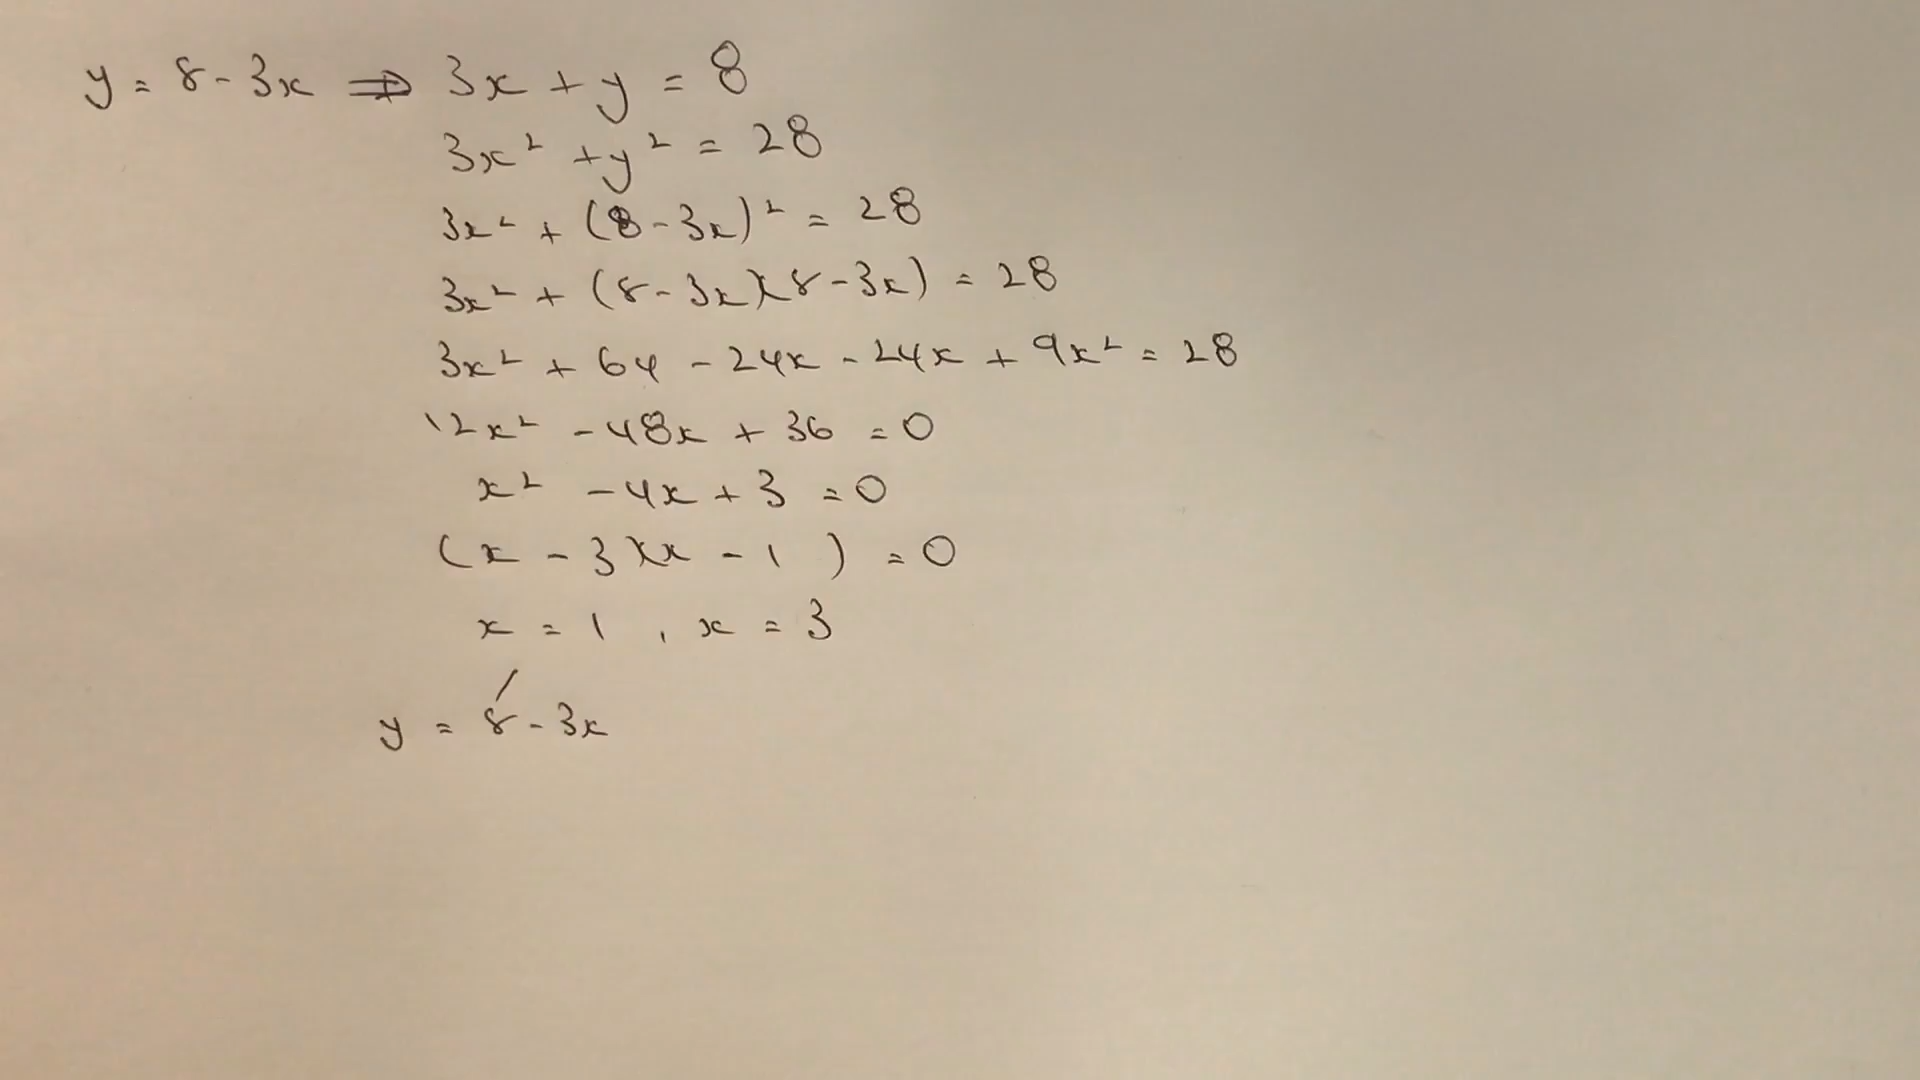 y = 8 - 3x ⇒ 3x + y = 8
3x² + y² = 28
3x² + (8 - 3x)² = 28
3x² + (8 - 3x)(8 - 3x) = 28
3x² + 64 - 24x - 24x + 9x² = 28
12x² - 48x + 36 = 0
x² - 4x + 3 = 0
(x - 3)(x - 1) = 0
x = 1, x = 3
y = 8 - 3x